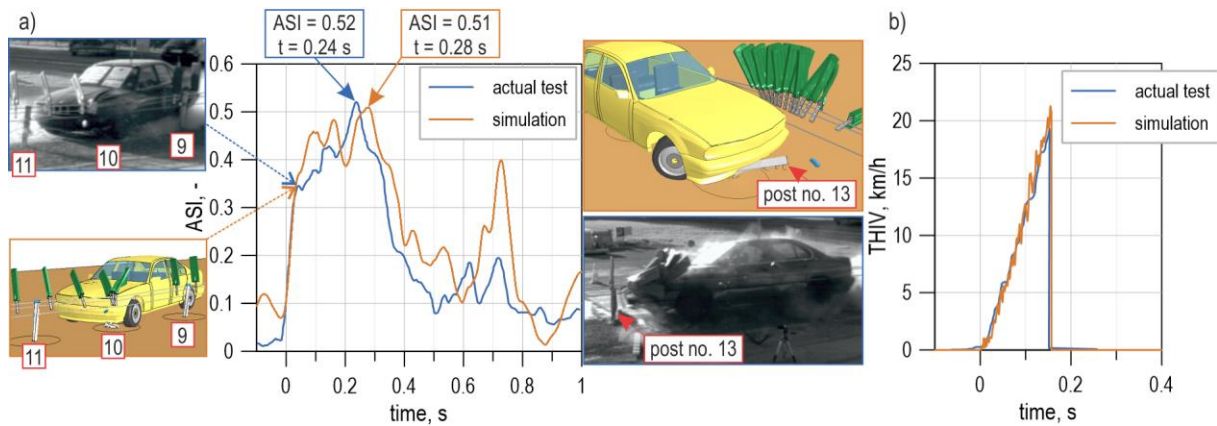 a)
ASI = 0.52
t = 0.24 s
ASI = 0.51
t = 0.28 s
11
10
9
11
10
9
ASI, -
0.6
0.5
0.4
0.3
0.2
0.1
0
actual test
simulation
0 0.2 0.4 0.6 0.8 1
time, s
post no. 13
post no. 13
b)
THIV, km/h
25
20
15
10
5
0
actual test
simulation
0 0.2 0.4
time, s